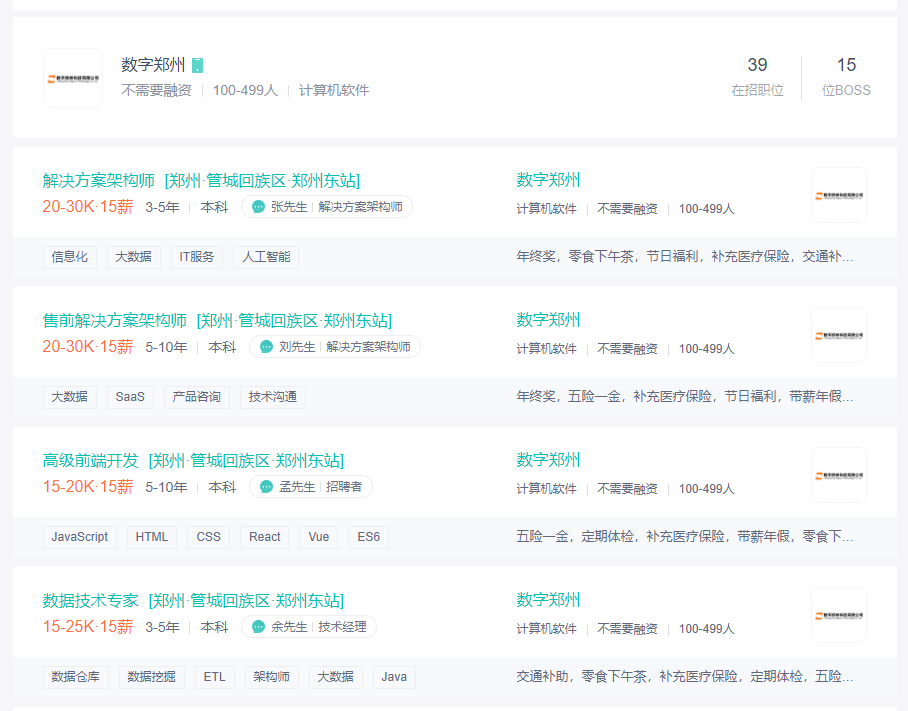 数字郑州
不需要融资 100-499人 计算机软件
39 15
在招职位 位BOSS
解决方案架构师 [郑州·管城回族区·郑州东站]
20-30K·15薪 3-5年 本科 张先生 解决方案架构师
数字郑州
计算机软件 不需要融资 100-499人
信息化 大数据 IT服务 人工智能
年终奖，零食下午茶，节日福利，补充医疗保险，交通补...
售前解决方案架构师 [郑州·管城回族区·郑州东站]
20-30K·15薪 5-10年 本科 刘先生 解决方案架构师
数字郑州
计算机软件 不需要融资 100-499人
大数据 SaaS 产品咨询 技术沟通
年终奖，五险一金，补充医疗保险，节日福利，带薪年假...
高级前端开发 [郑州·管城回族区·郑州东站]
15-20K·15薪 5-10年 本科 孟先生 招聘者
数字郑州
计算机软件 不需要融资 100-499人
JavaScript HTML CSS React Vue ES6
五险一金，定期体检，补充医疗保险，带薪年假，零食下...
数据技术专家 [郑州·管城回族区·郑州东站]
15-25K·15薪 3-5年 本科 余先生 技术经理
数字郑州
计算机软件 不需要融资 100-499人
数据仓库 数据挖掘 ETL 架构师 大数据 Java
交通补助，零食下午茶，补充医疗保险，定期体检，五险...